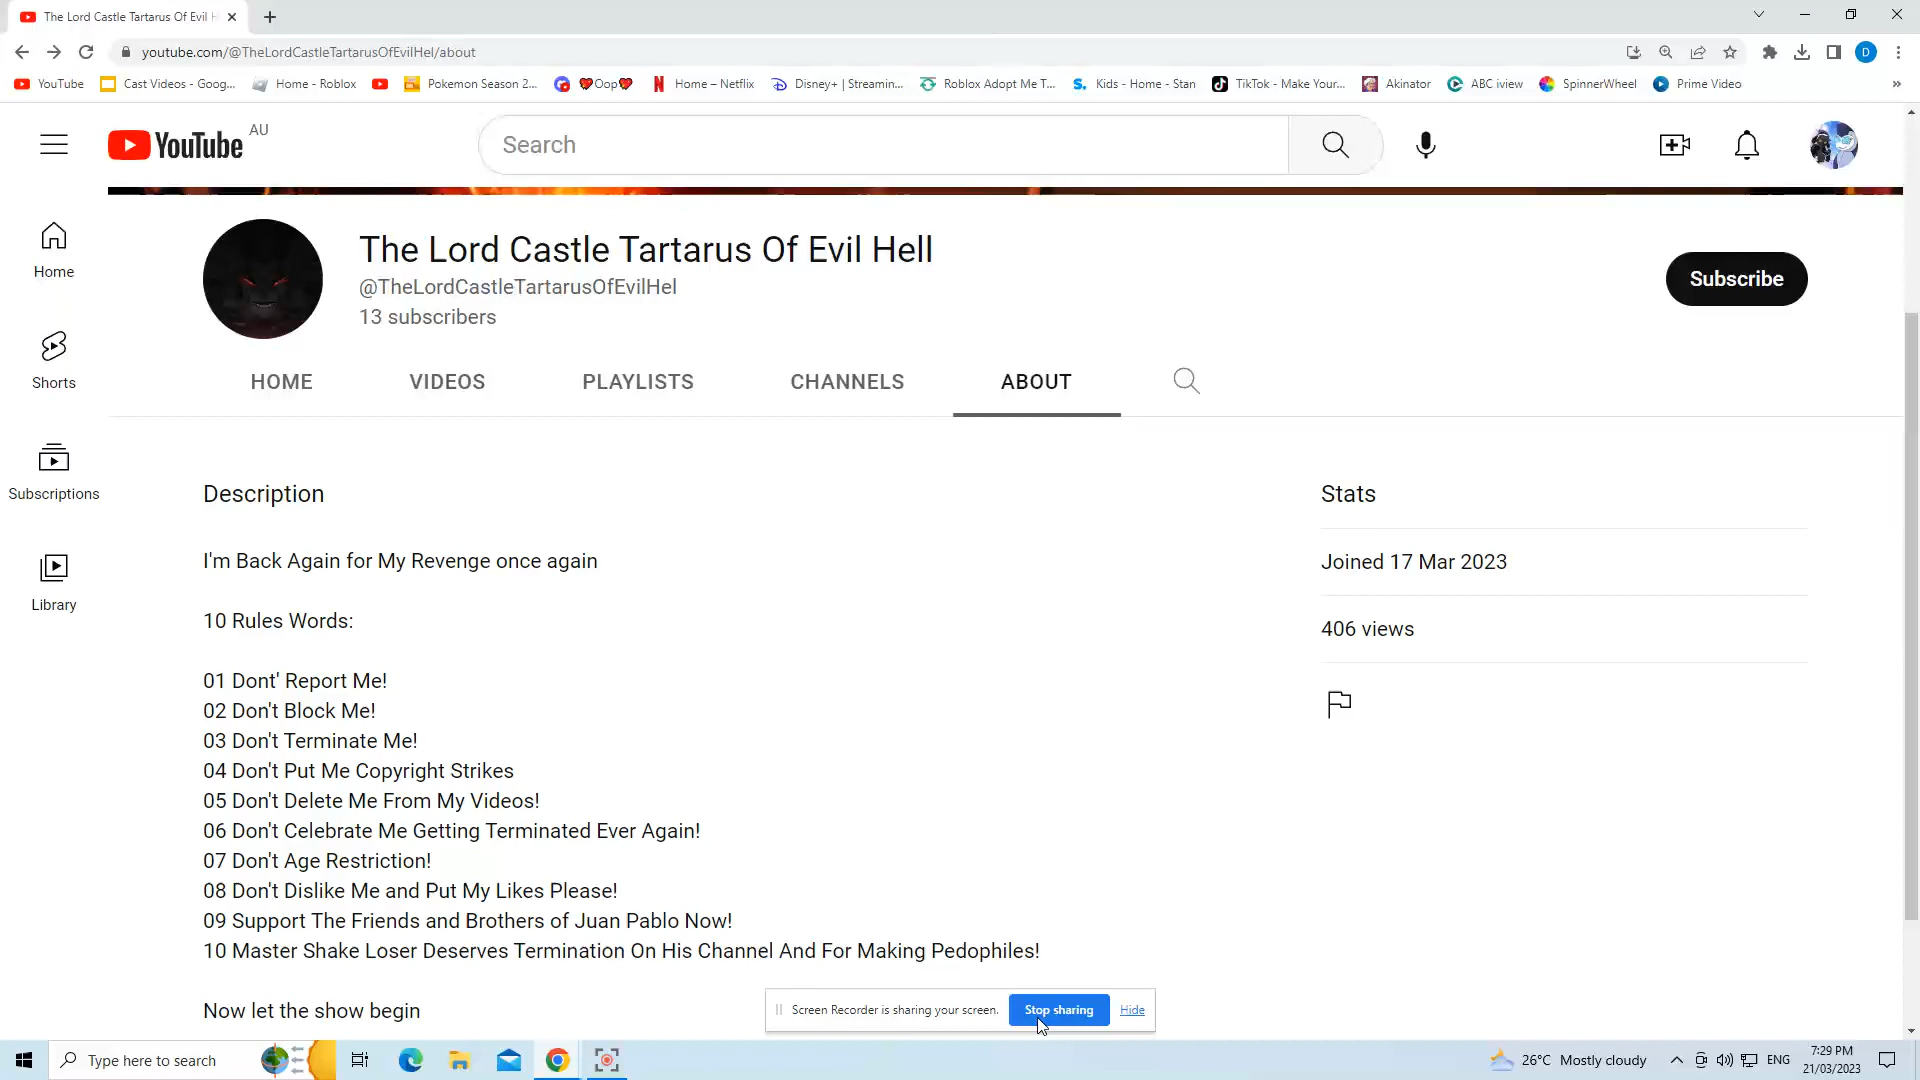 The Lord Castle Tartarus Of Evil H
youtube.com/@TheLordCastleTartarusOfEvilHel/about
D
YouTube
Cast Videos - Goog...
Home - Roblox
Pokemon Season 2...
❤Oop❤
Home – Netflix
Disney+ | Streamin...
Roblox Adopt Me T...
Kids - Home - Stan
TikTok - Make Your...
Akinator
ABC iview
SpinnerWheel
Prime Video
»
YouTube AU
Search
Home
Shorts
Subscriptions
Library
The Lord Castle Tartarus Of Evil Hell
@TheLordCastleTartarusOfEvilHel
13 subscribers
Subscribe
HOME VIDEOS PLAYLISTS CHANNELS ABOUT
Description
I'm Back Again for My Revenge once again
10 Rules Words:
01 Dont' Report Me!
02 Don't Block Me!
03 Don't Terminate Me!
04 Don't Put Me Copyright Strikes
05 Don't Delete Me From My Videos!
06 Don't Celebrate Me Getting Terminated Ever Again!
07 Don't Age Restriction!
08 Don't Dislike Me and Put My Likes Please!
09 Support The Friends and Brothers of Juan Pablo Now!
10 Master Shake Loser Deserves Termination On His Channel And For Making Pedophiles!
Now let the show begin
Stats
Joined 17 Mar 2023
406 views
Screen Recorder is sharing your screen. Stop sharing Hide
Type here to search
26°C Mostly cloudy
ENG
7:29 PM
21/03/2023